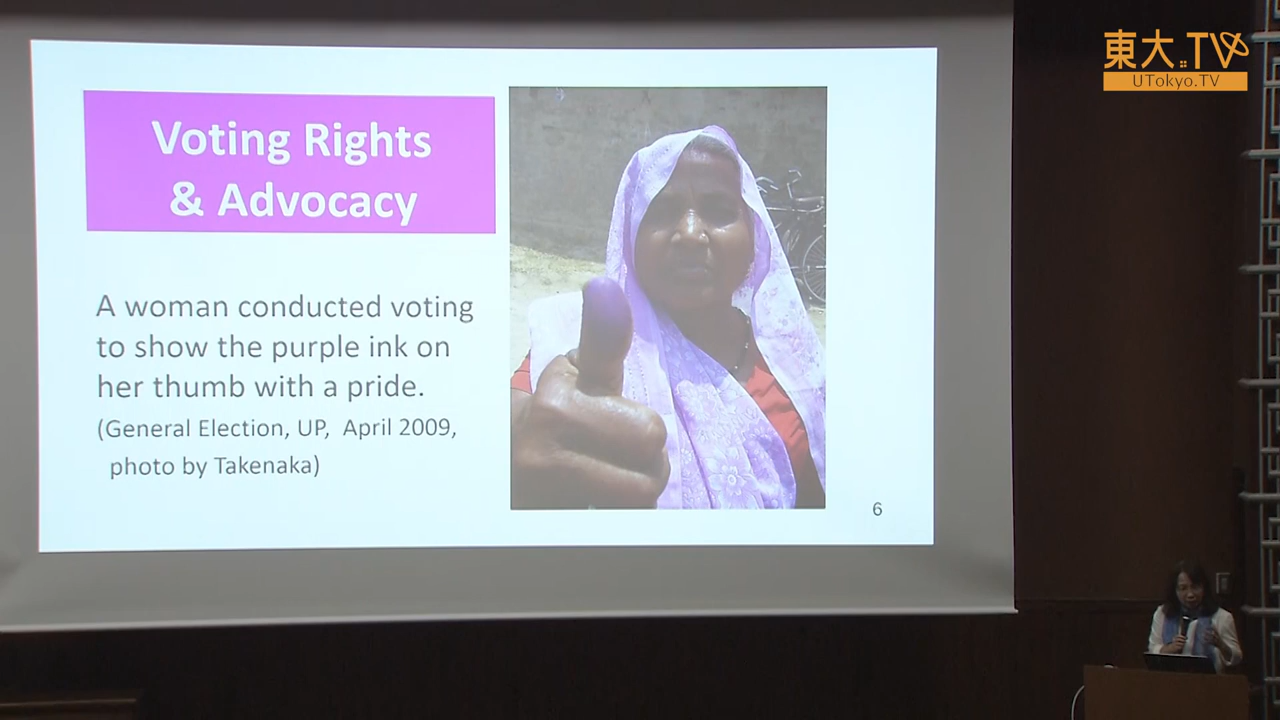 東大.TV
UTokyo.TV
Voting Rights
& Advocacy
A woman conducted voting
to show the purple ink on
her thumb with a pride.
(General Election, UP, April 2009,
photo by Takenaka)
6